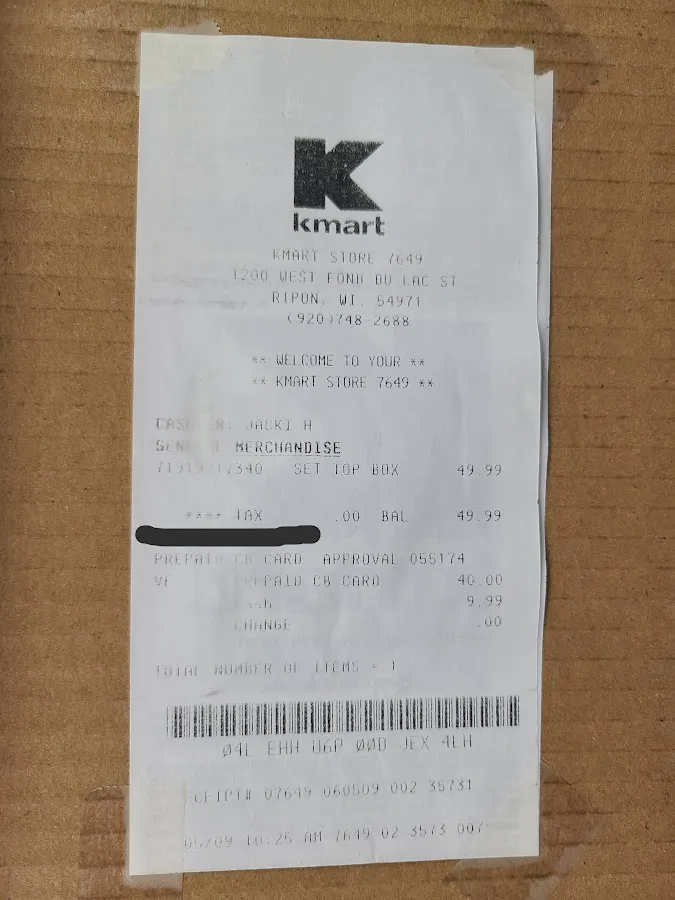 K
kmart
KMART STORE 7649
1200 WEST FOND DU LAC ST
RIPON, WI. 54971
(920)748-2688
** WELCOME TO YOUR **
** KMART STORE 7649 **
JACKI H.
MERCHANDISE
SET TOP BOX 49.99
**** TAX .00 BAL 49.99
PREPAID CB CARD APPROVAL 055174
PREPAID CB CARD 40.00
9.99
CHANGE .00
TOTAL NUMBER OF ITEMS = 1
04L EHH U6P 00D JEX 4LH
07649 060509 002 35731
10:25 AM 7649 02 3573 007